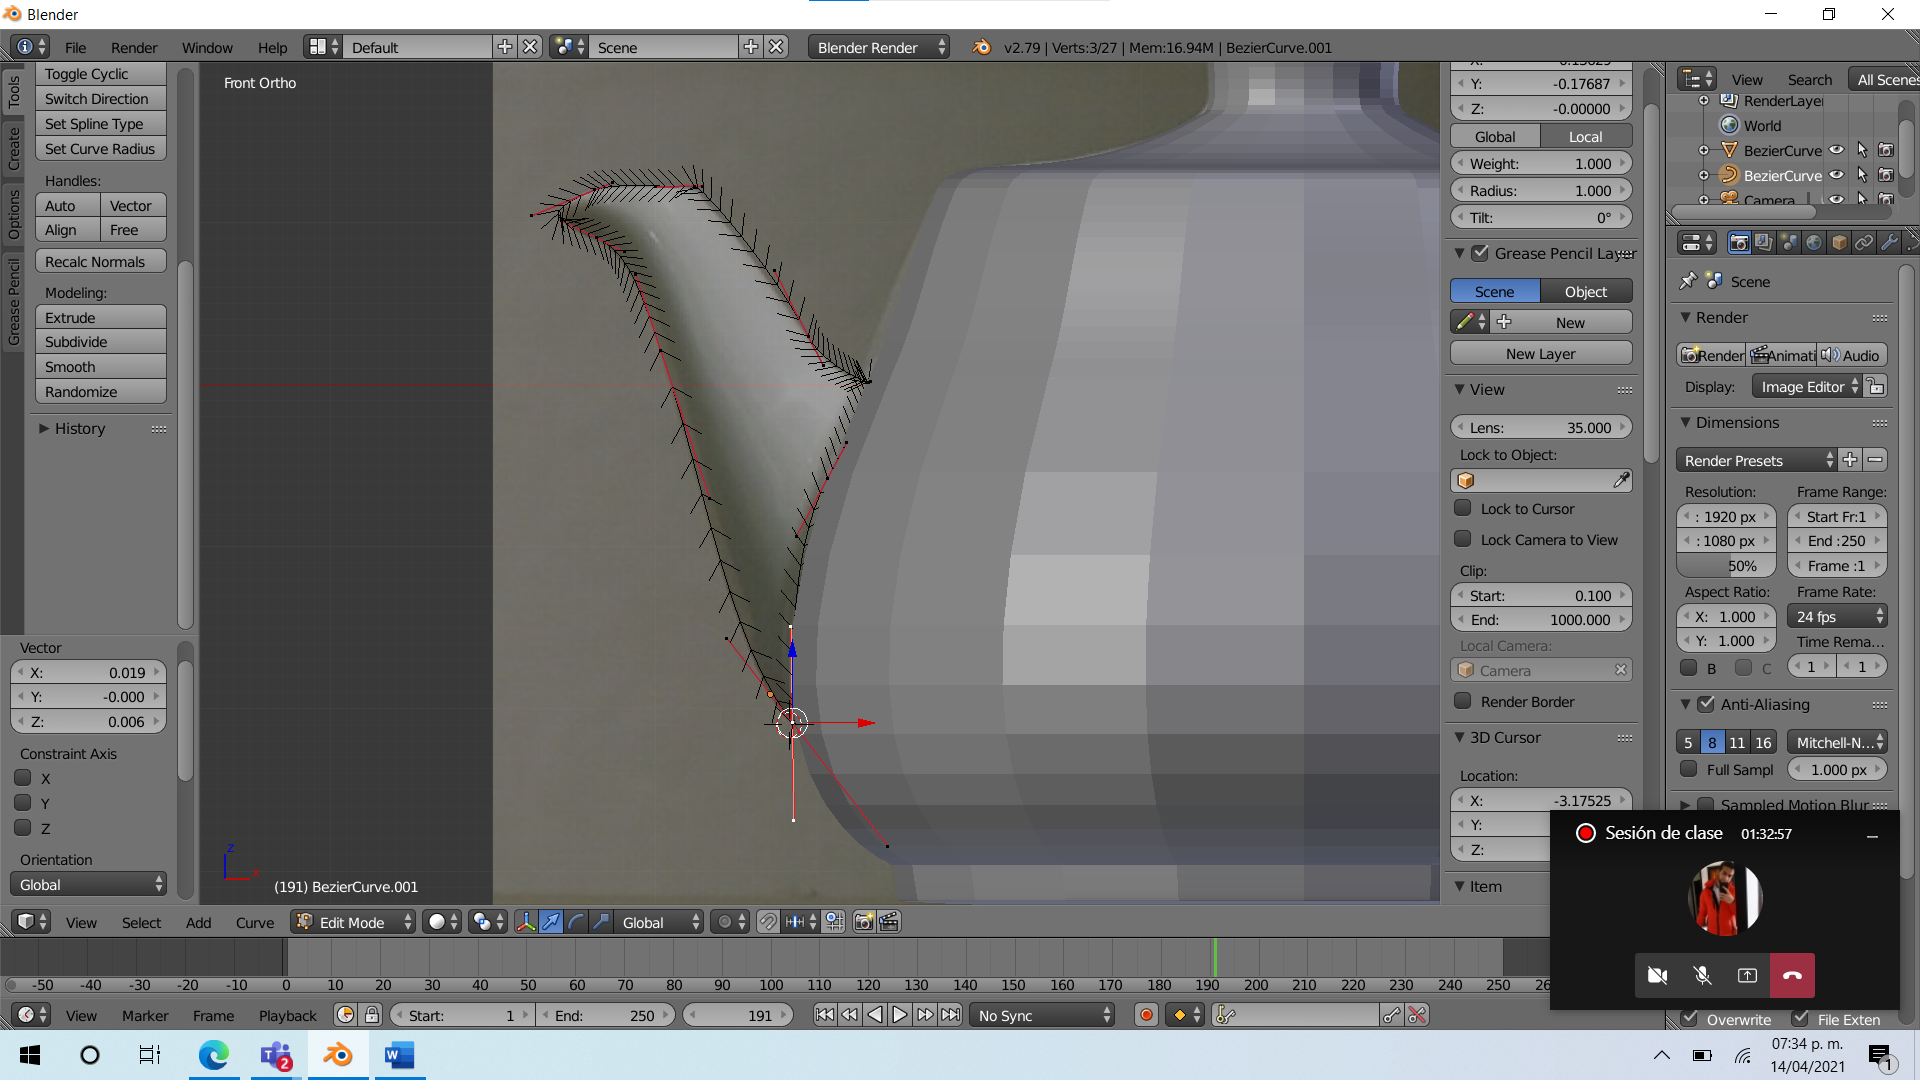 Blender
File Render Window Help Default Scene Blender Render v2.79 | Verts:3/27 | Mem:16.94M | BezierCurve.001
Tools
Create
Options
Grease Pencil
Toggle Cyclic
Switch Direction
Set Spline Type
Set Curve Radius
Handles:
Auto Vector
Align Free
Recalc Normals
Modeling:
Extrude
Subdivide
Smooth
Randomize
History
Vector
X: 0.019
Y: -0.000
Z: 0.006
Constraint Axis
X
Y
Z
Orientation
Global
Front Ortho
z
x
(191) BezierCurve.001
Y: -0.17687
Z: -0.00000
Global Local
Weight: 1.000
Radius: 1.000
Tilt: 0°
Grease Pencil Layer
Scene Object
New
New Layer
View
Lens: 35.000
Lock to Object:
Lock to Cursor
Lock Camera to View
Clip:
Start: 0.100
End: 1000.000
Local Camera:
Camera
Render Border
3D Cursor
Location:
X: -3.17525
Y:
Z:
Item
View Search All Scenes
RenderLayer
World
BezierCurve
BezierCurve
Camera
Scene
Render
Render Animati Audio
Display: Image Editor
Dimensions
Render Presets
Resolution: Frame Range:
: 1920 px Start Fr:1
: 1080 px End :250
50% Frame :1
Aspect Ratio: Frame Rate:
X: 1.000 24 fps
Y: 1.000 Time Rema...
B C 1 1
Anti-Aliasing
5 8 11 16 Mitchell-N...
Full Sampl 1.000 px
Sampled Motion Blur
Sesión de clase 01:32:57
Overwrite File Exten
View Select Add Curve Edit Mode Global
-50 -40 -30 -20 -10 0 10 20 30 40 50 60 70 80 90 100 110 120 130 140 150 160 170 180 190 200 210 220 230 240 250 26
View Marker Frame Playback Start: 1 End: 250 191 No Sync
T 2
W
07:34 p. m.
14/04/2021
1